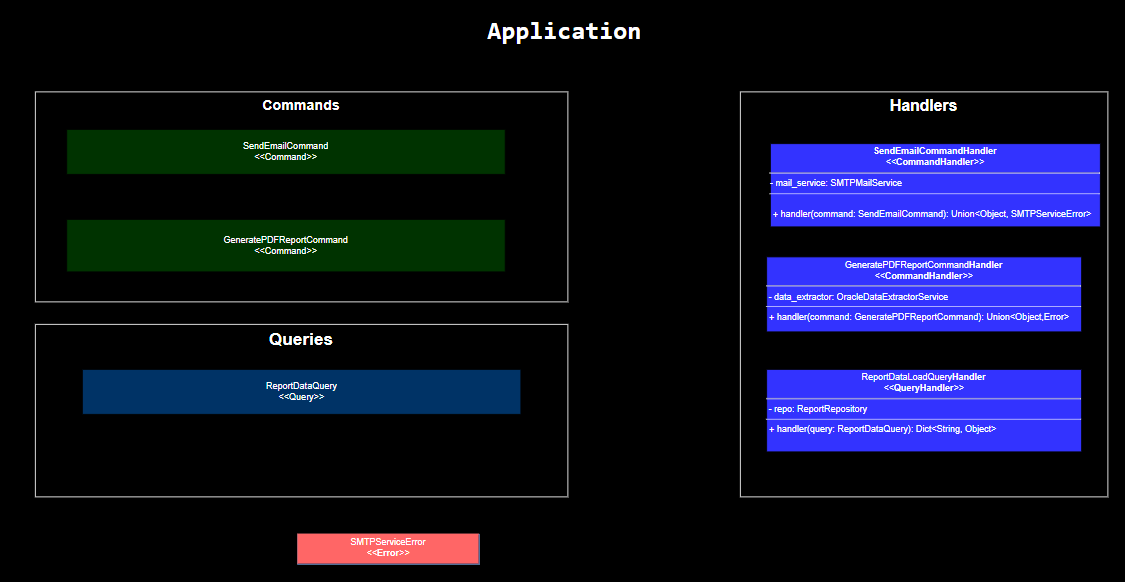 Application
Commands
SendEmailCommand
<<Command>>
GeneratePDFReportCommand
<<Command>>
Queries
ReportDataQuery
<<Query>>
Handlers
SendEmailCommandHandler
<<CommandHandler>>
- mail_service: SMTPMailService
+ handler(command: SendEmailCommand): Union<Object, SMTPServiceError>
GeneratePDFReportCommandHandler
<<CommandHandler>>
- data_extractor: OracleDataExtractorService
+ handler(command: GeneratePDFReportCommand): Union<Object,Error>
ReportDataLoadQueryHandler
<<QueryHandler>>
- repo: ReportRepository
+ handler(query: ReportDataQuery): Dict<String, Object>
SMTPServiceError
<<Error>>